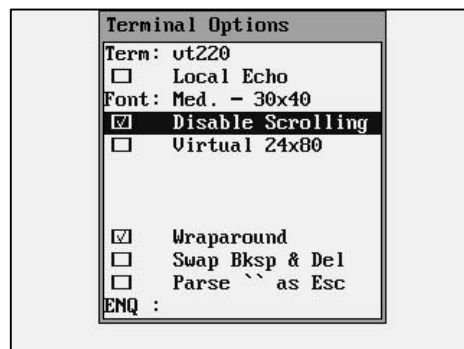 Terminal Options
Term: vt220
Local Echo
Font: Med. - 30x40
Disable Scrolling
Virtual 24x80
Wraparound
Swap Bksp & Del
Parse `` as Esc
ENQ :